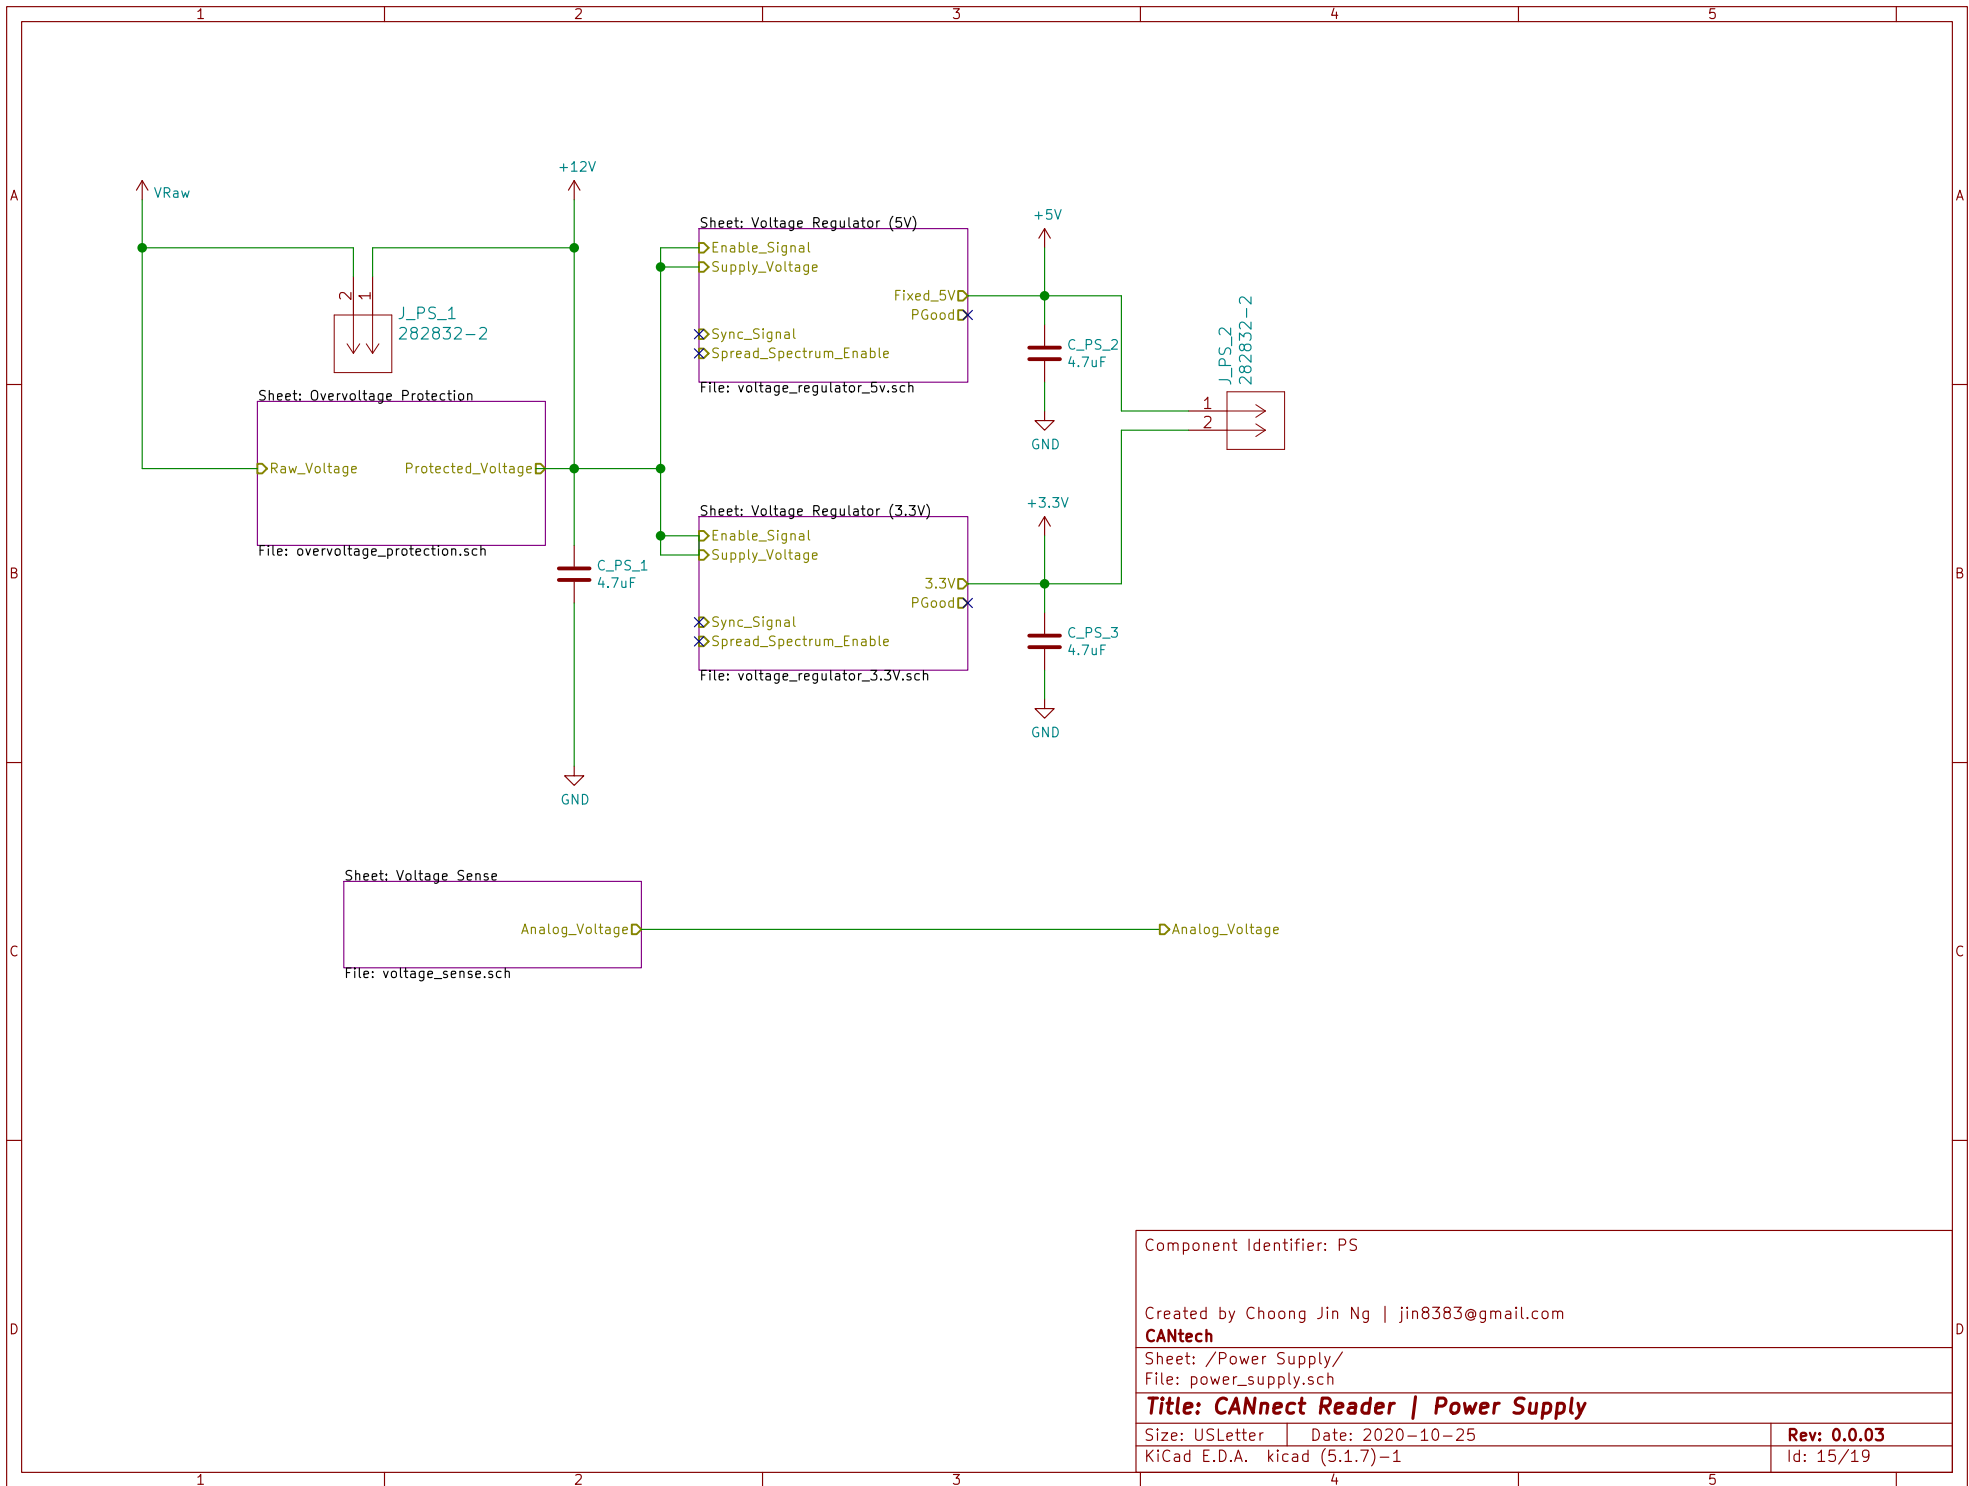 1 2 3 4 5
A A
B B
C C
D D
VRaw
+12V
2 1
J_PS_1
282832-2
Sheet: Overvoltage Protection
Raw_Voltage Protected_Voltage
File: overvoltage_protection.sch
C_PS_1
4.7uF
GND
Sheet: Voltage Regulator (5V)
Enable_Signal
Supply_Voltage
Fixed_5V
PGood
Sync_Signal
Spread_Spectrum_Enable
File: voltage_regulator_5v.sch
+5V
C_PS_2
4.7uF
GND
J_PS_2
282832-2
1
2
Sheet: Voltage Regulator (3.3V)
Enable_Signal
Supply_Voltage
3.3V
PGood
Sync_Signal
Spread_Spectrum_Enable
File: voltage_regulator_3.3V.sch
+3.3V
C_PS_3
4.7uF
GND
Sheet: Voltage Sense
Analog_Voltage
Analog_Voltage
File: voltage_sense.sch
Component Identifier: PS
Created by Choong Jin Ng | jin8383@gmail.com
CANtech
Sheet: /Power Supply/
File: power_supply.sch
Title: CANnect Reader | Power Supply
Size: USLetter Date: 2020-10-25 Rev: 0.0.03
KiCad E.D.A. kicad (5.1.7)-1 Id: 15/19
1 2 3 4 5